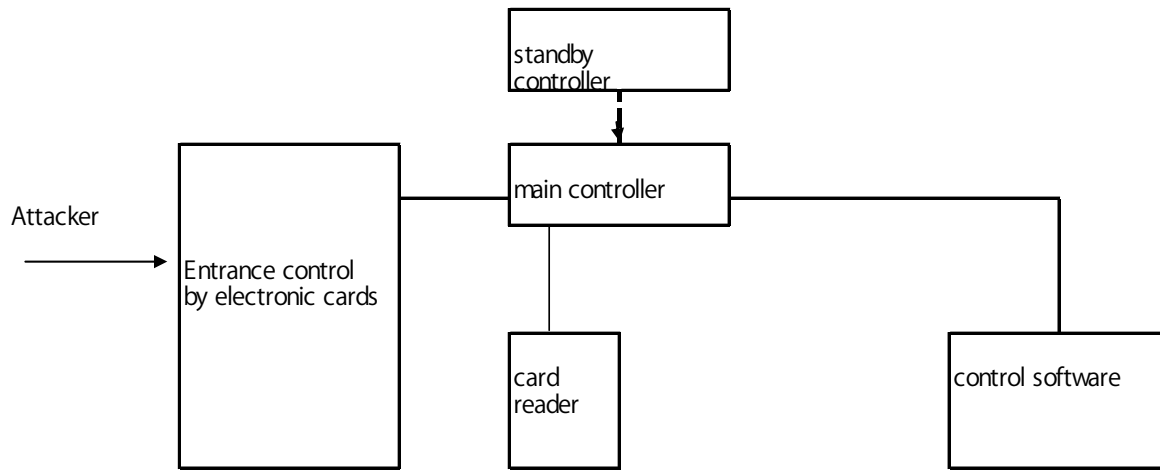 standby
controller
main controller
Attacker
Entrance control
by electronic cards
card
reader
control software